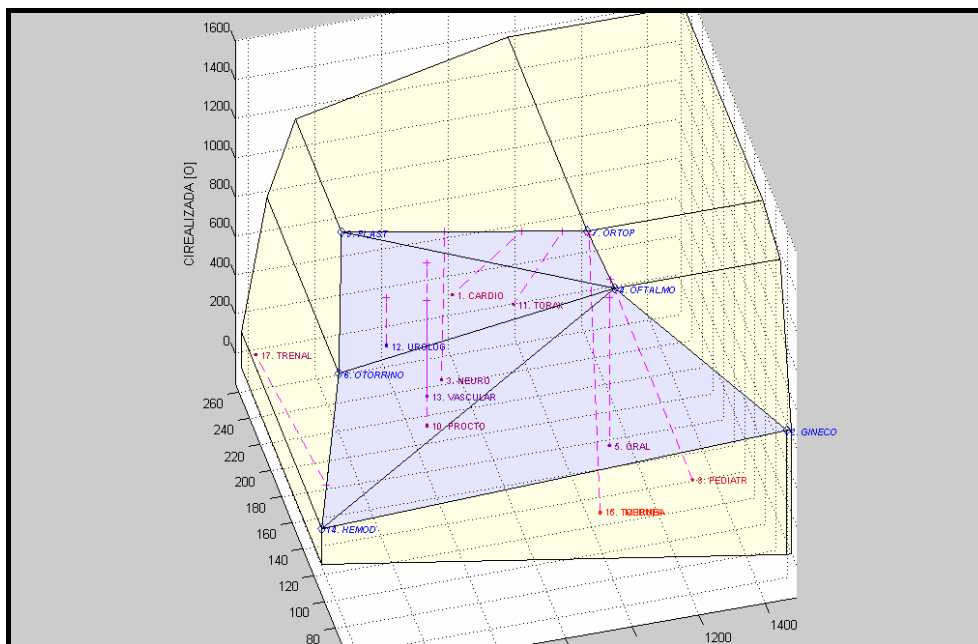 1600
1400
1200
1000
800
600
400
200
0
CIREALIZADA [O]
9. PLAST
7. ORTOP
1. CARDIO
4. OFTALMO
11. TORAX
12. UROLOG
17. TRENAL
6. OTORRINO
3. NEURO
13. VASCULAR
10. PROCTO
2. GINECO
5. GRAL
8. PEDIATR
14. HEMOD
260
240
220
200
180
160
140
120
100
80
1200
1400